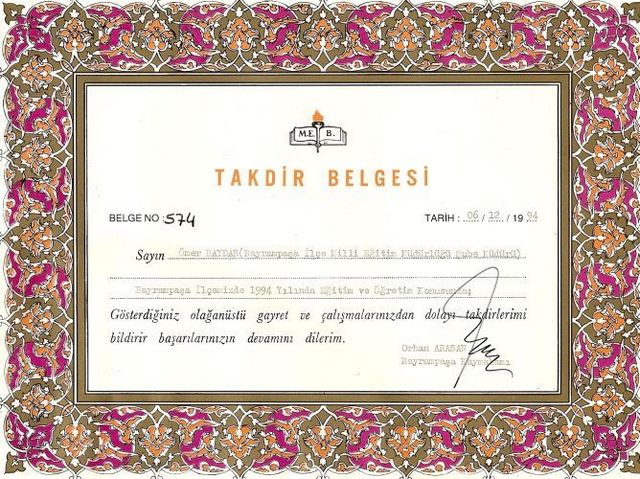 M.E. B.
TAKDİR BELGESİ
BELGE NO : 574
TARİH : 06 / 12 / 19 94
Sayın Ömer BAYDAR(Bayrampaşa İlçe Milli Eğitim Müdürlüğü Şube Müdürü)
Bayrampaşa İlçemizde 1994 Yılında Eğitim ve Öğretim Konusunda;
Gösterdiğiniz olağanüstü gayret ve çalışmalarınızdan dolayı takdirlerimi
bildirir başarılarınızın devamını dilerim.
Orhan ARASAN
Bayrampaşa Kaymakamı